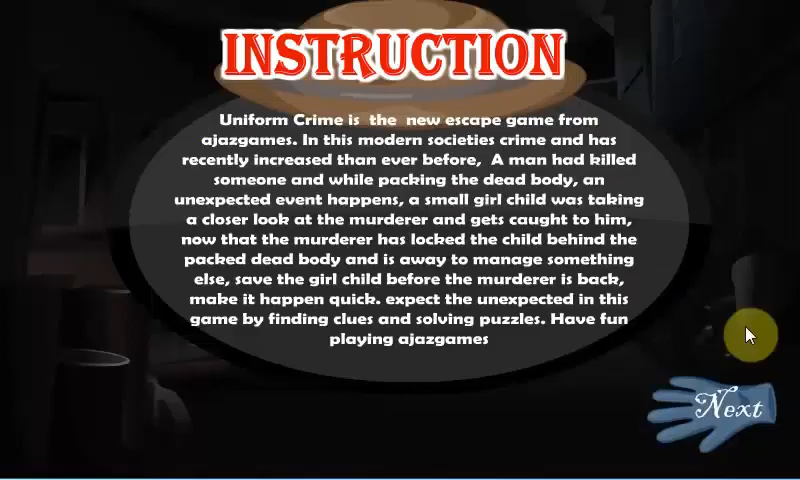 INSTRUCTION
Uniform Crime is the new escape game from
ajazgames. In this modern societies crime and has
recently increased than ever before, A man had killed
someone and while packing the dead body, an
unexpected event happens, a small girl child was taking
a closer look at the murderer and gets caught to him,
now that the murderer has locked the child behind the
packed dead body and is away to manage something
else, save the girl child before the murderer is back,
make it happen quick. expect the unexpected in this
game by finding clues and solving puzzles. Have fun
playing ajazgames
Next